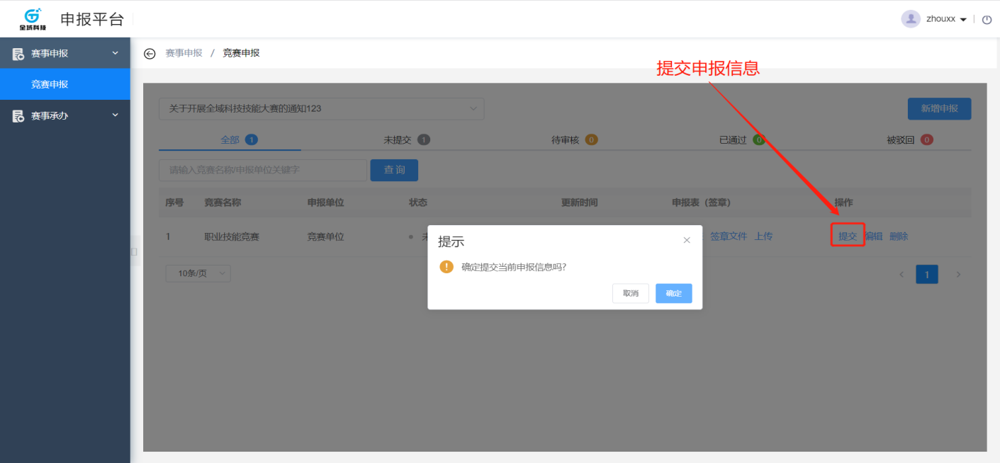 全域科技
申报平台
zhouxx
赛事申报
竞赛申报
赛事承办
赛事申报 / 竞赛申报
提交申报信息
关于开展全域科技技能大赛的通知123
新增申报
全部 1 未提交 1 待审核 0 已通过 0 被驳回 0
请输入竞赛名称/申报单位关键字 查询
序号 竞赛名称 申报单位 状态 更新时间 申报表（签章） 操作
1 职业技能竞赛 竞赛单位 签章文件 上传 提交 编辑 删除
提示
确定提交当前申报信息吗?
取消 确定
10条/页
1